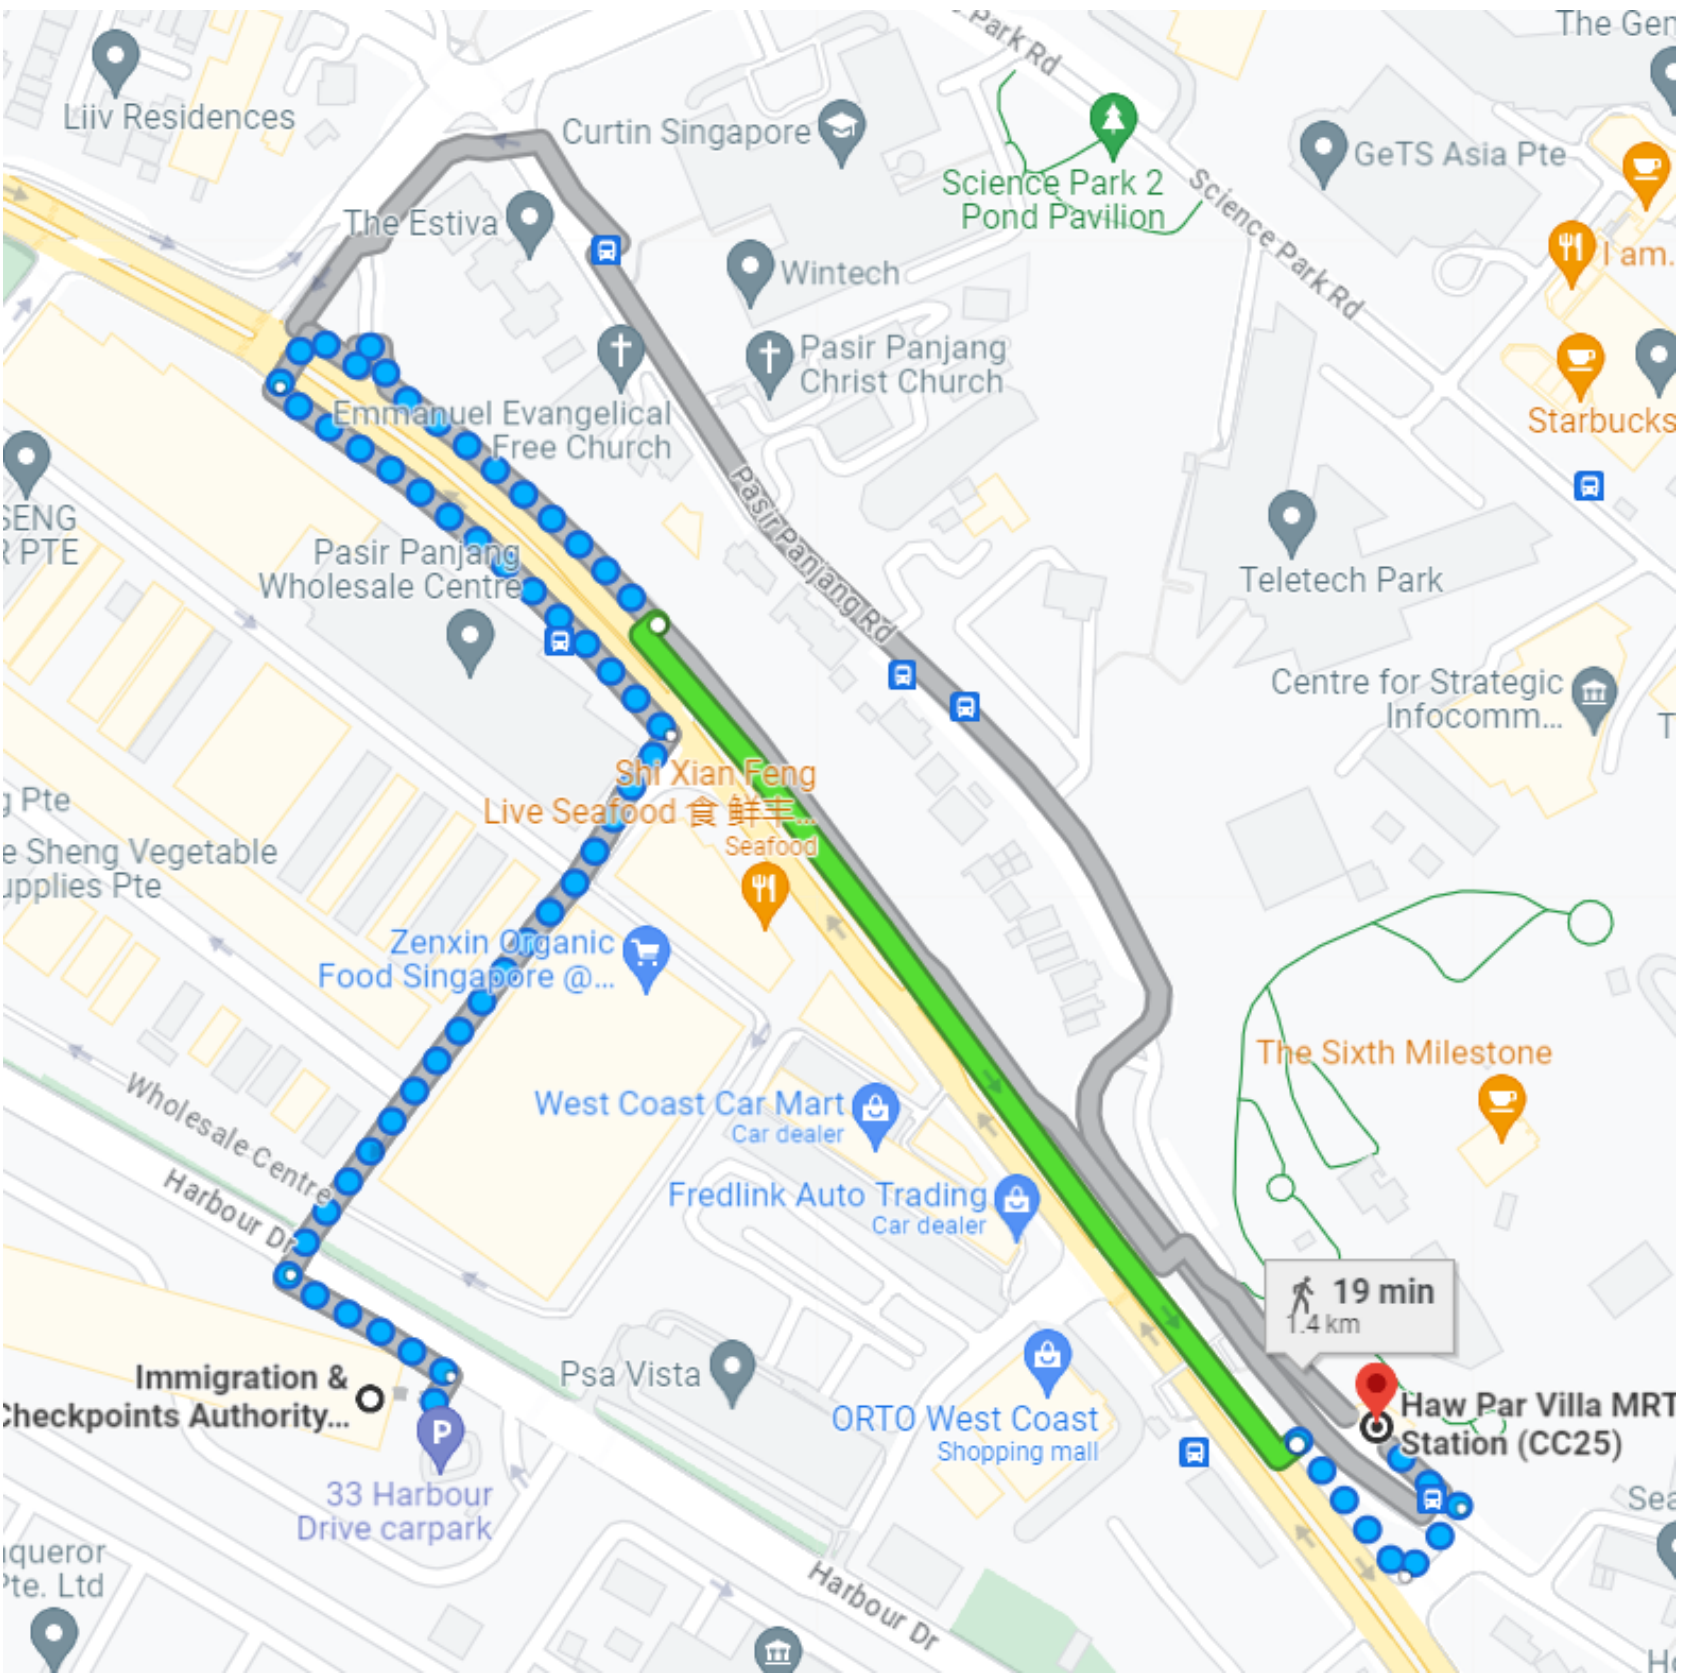 Park Rd
The Gen
Liiv Residences
Curtin Singapore
GeTS Asia Pte
Science Park 2
Pond Pavilion
Science Park Rd
The Estiva
I am.
Wintech
Pasir Panjang
Christ Church
Starbucks
Emmanuel Evangelical
Free Church
Pasir Panjang Rd
SENG
R PTE
Pasir Panjang
Wholesale Centre
Teletech Park
Centre for Strategic
Infocomm...
T
g Pte
Shi Xian Feng
Live Seafood 食 鲜丰...
Seafood
e Sheng Vegetable
upplies Pte
Zenxin Organic
Food Singapore @...
The Sixth Milestone
West Coast Car Mart
Car dealer
Wholesale Centre
Harbour Dr
Fredlink Auto Trading
Car dealer
19 min
1.4 km
Immigration &
Checkpoints Authority...
Psa Vista
ORTO West Coast
Shopping mall
Haw Par Villa MRT
Station (CC25)
P
33 Harbour
Drive carpark
Sea
nqueror
Pte. Ltd
Harbour Dr
Ho